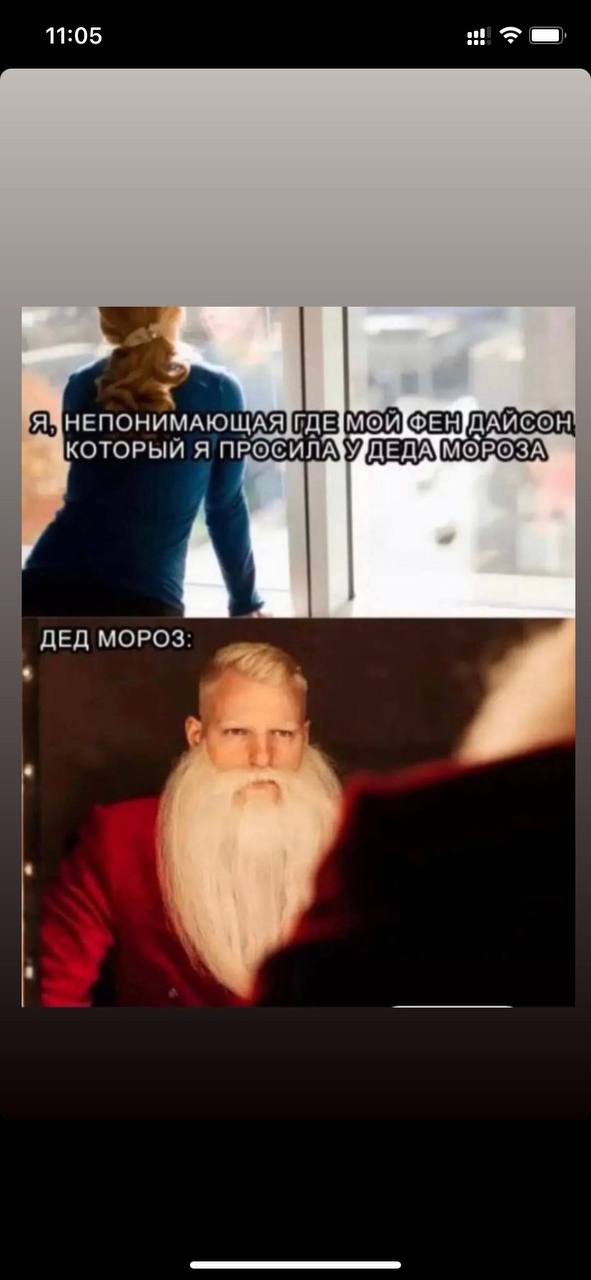 11:05
Я, НЕПОНИМАЮЩАЯ ГДЕ МОЙ ФЕН ДАЙСОН,
КОТОРЫЙ Я ПРОСИЛА У ДЕДА МОРОЗА
ДЕД МОРОЗ: